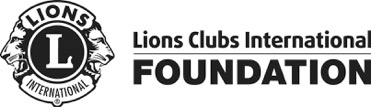 LIONS
L
INTERNATIONAL
®
Lions Clubs International
FOUNDATION